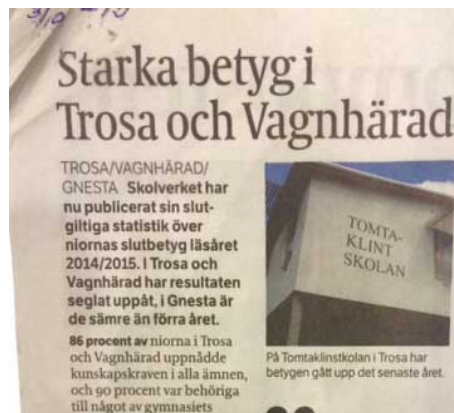 Starka betyg i
Trosa och Vagnhärad
TROSA/VAGNHÄRAD/
GNESTA Skolverket har
nu publicerat sin slut-
giltiga statistik över
niornas slutbetyg läsåret
2014/2015. I Trosa och
Vagnhärad har resultaten
seglat uppåt, i Gnesta är
de sämre än förra året.
86 procent av niorna i Trosa
och Vagnhärad uppnådde
kunskapskraven i alla ämnen,
och 90 procent var behöriga
till något av gymnasiets
TOMTA-
KLINT
SKOLAN
På Tomtaklintskolan i Trosa har
betygen gått upp det senaste året.